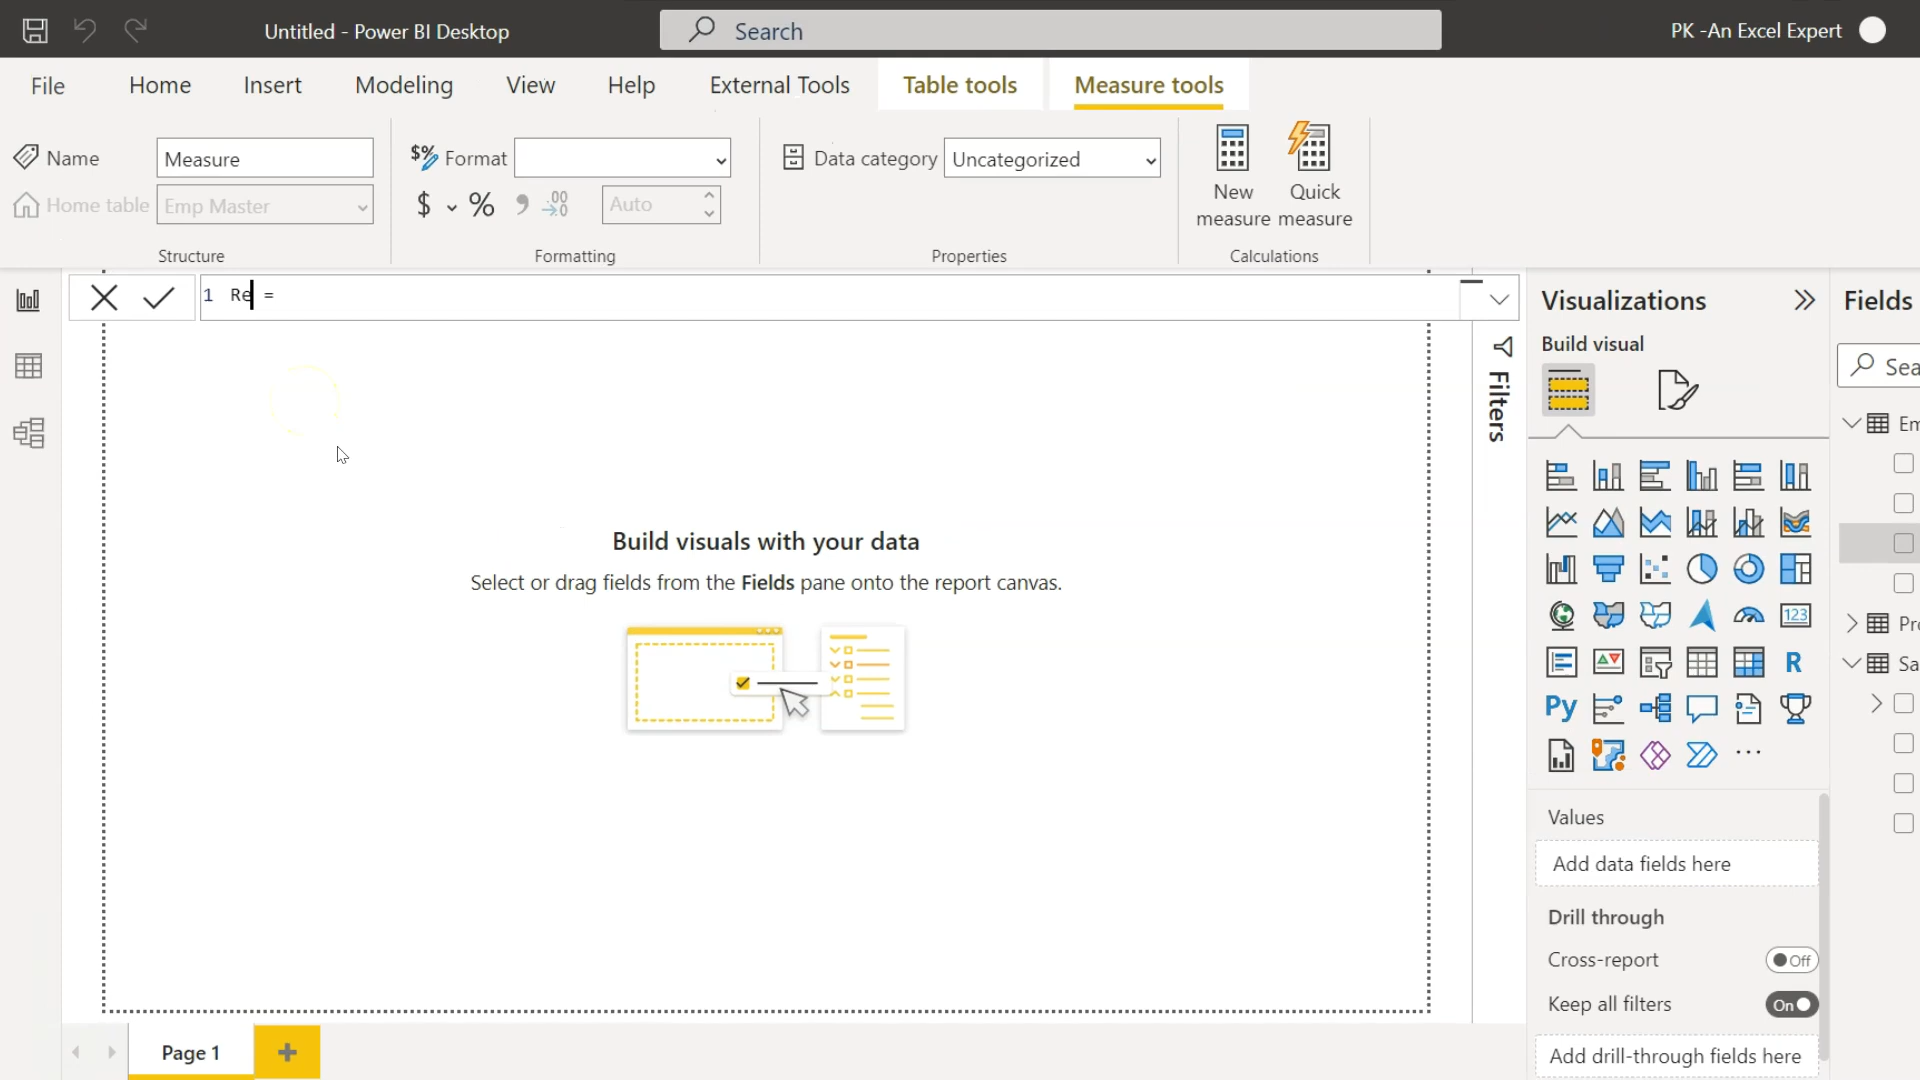 Untitled - Power BI Desktop
Search
PK -An Excel Expert
File Home Insert Modeling View Help External Tools Table tools Measure tools
Name Measure
Home table Emp Master
Structure
$% Format
$ % , .00
Auto
Formatting
Data category Uncategorized
Properties
New measure
Quick measure
Calculations
1 Re =
Filters
Build visuals with your data
Select or drag fields from the Fields pane onto the report canvas.
Visualizations
Build visual
123
R
Py
...
Values
Add data fields here
Drill through
Cross-report Off
Keep all filters On
Add drill-through fields here
Fields
Sea
Em
Pro
Sa
Page 1